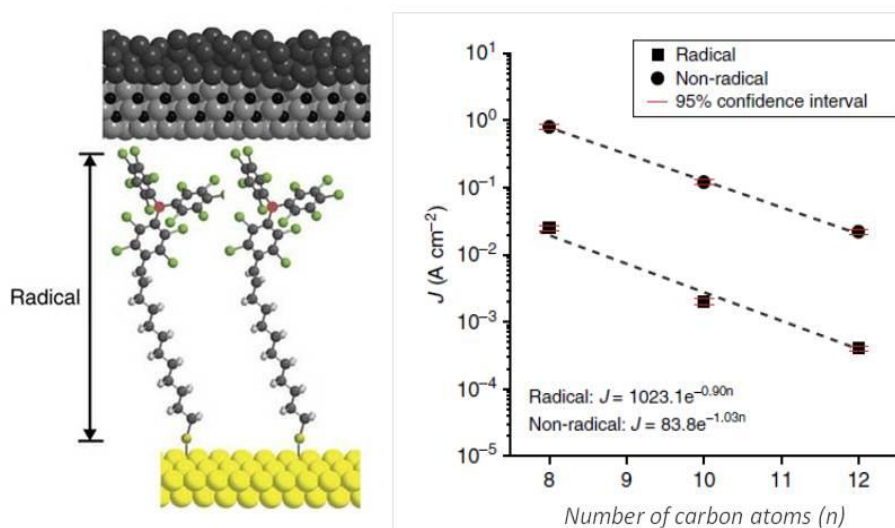 Radical
10¹
10⁰
10⁻¹
10⁻²
10⁻³
10⁻⁴
10⁻⁵
J (A cm⁻²)
Radical
Non-radical
95% confidence interval
Radical: J = 1023.1e⁻⁰·⁹⁰ⁿ
Non-radical: J = 83.8e⁻¹·⁰³ⁿ
8 9 10 11 12
Number of carbon atoms (n)